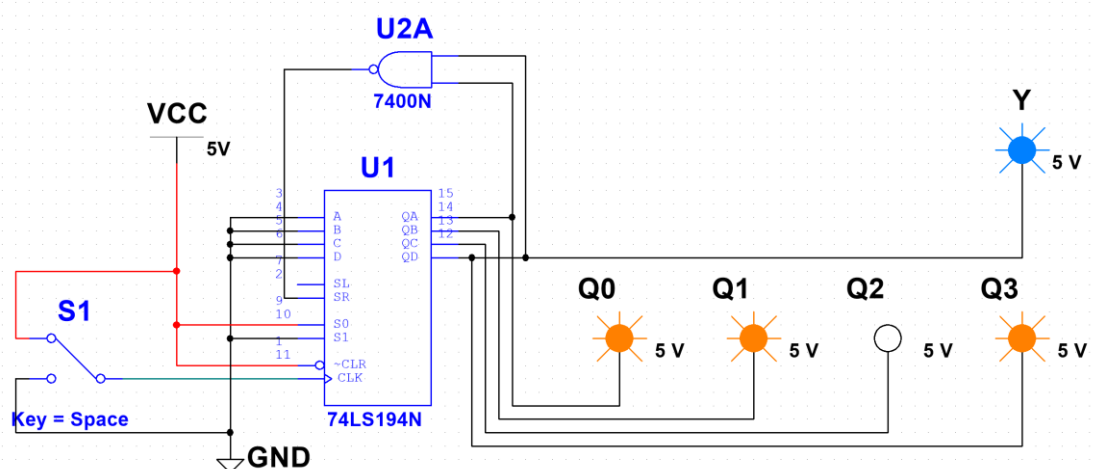 U2A
7400N
VCC
5V
Y
5 V
U1
3
4
5
6
7
2
9
10
1
11
A
B
C
D
SL
SR
S0
S1
~CLR
CLK
QA
QB
QC
QD
15
14
13
12
74LS194N
S1
Key = Space
GND
Q0
5 V
Q1
5 V
Q2
5 V
Q3
5 V